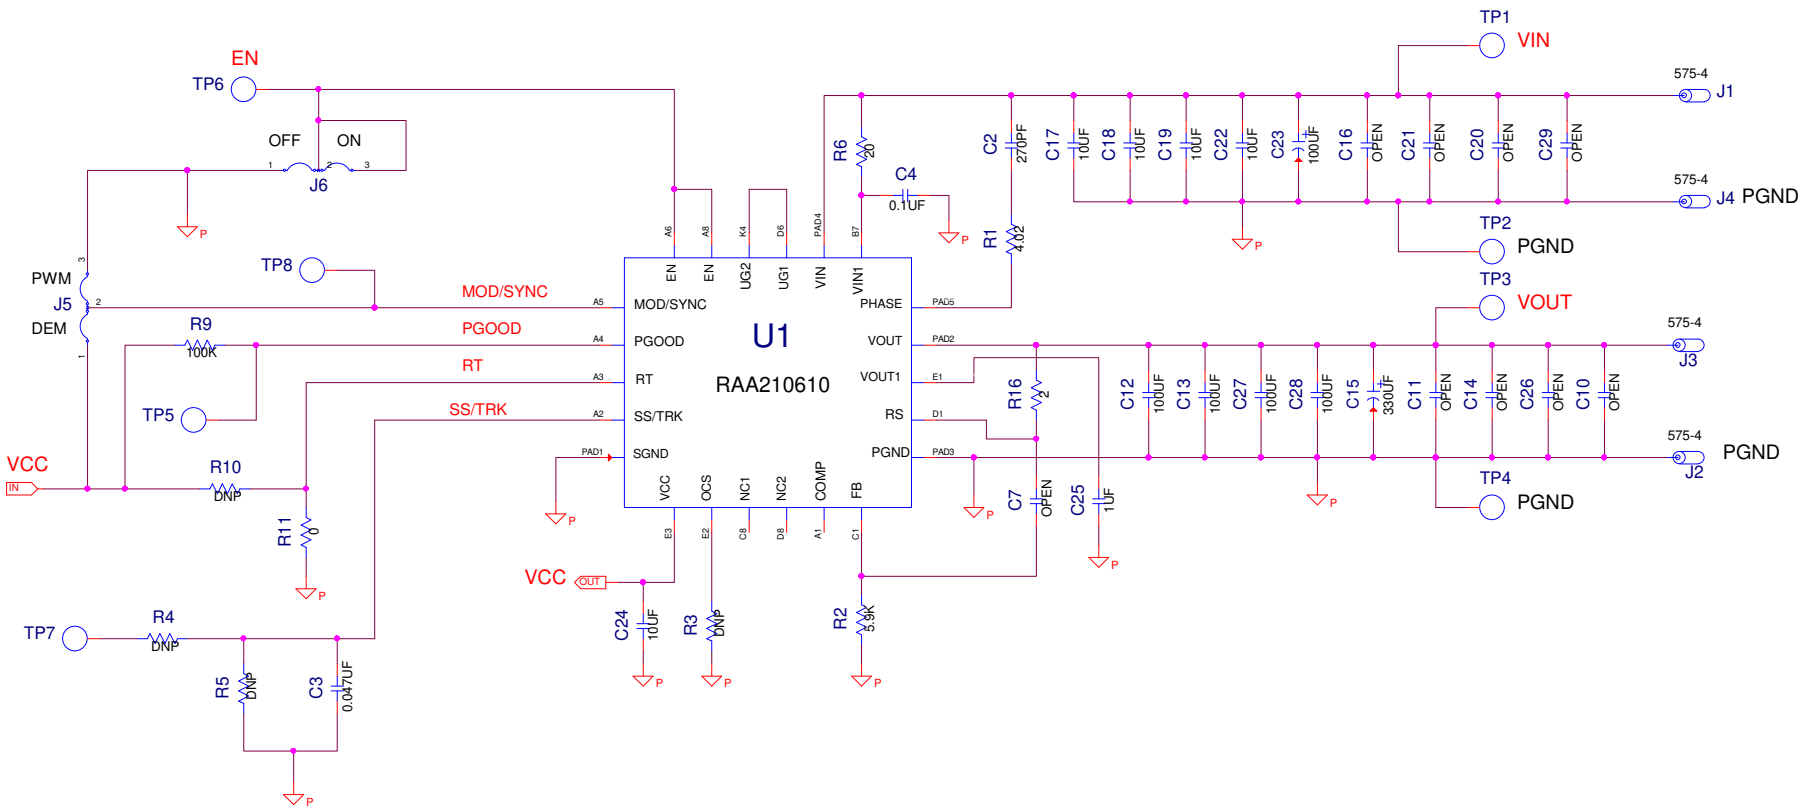 TP1
VIN
EN
TP6
575-4
J1
OFF
ON
1
2
3
J6
P
R6
20
C4
0.1UF
P
C2
270PF
R1
4.02
C17
10UF
C18
10UF
C19
10UF
C22
10UF
C23
+
100UF
C16
OPEN
C21
OPEN
C20
OPEN
C29
OPEN
575-4
J4
PGND
P
TP2
PGND
TP3
VOUT
A6
A8
K4
D6
PAD4
B7
EN
EN
UG2
UG1
VIN
VIN1
TP8
3
PWM
J5
2
DEM
1
MOD/SYNC
A5
MOD/SYNC
PHASE
PAD5
R9
100K
PGOOD
A4
PGOOD
U1
VOUT
PAD2
575-4
J3
RT
A3
RT
RAA210610
VOUT1
E1
TP5
SS/TRK
A2
SS/TRK
RS
D1
PAD1
SGND
PGND
PAD3
R16
2
C12
100UF
C13
100UF
C27
100UF
C28
100UF
C15
+
330UF
C11
OPEN
C14
OPEN
C26
OPEN
C10
OPEN
575-4
J2
PGND
VCC
IN
R10
DNP
P
VCC
OCS
NC1
NC2
COMP
FB
P
C7
OPEN
C25
1UF
P
TP4
PGND
R11
0
P
E3
E2
C8
D8
A1
C1
P
VCC
OUT
C24
10UF
P
R3
DNP
P
R2
5.9K
P
TP7
R4
DNP
R5
DNP
C3
0.047UF
P